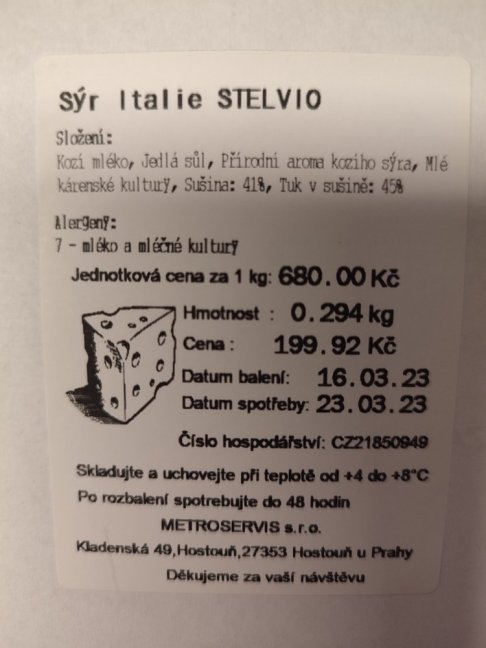 Sýr Italie STELVIO
Složení:
Kozí mléko, Jedlá sůl, Přírodní aroma kozího sýra, Mlé
kárenské kultury, Sušina: 41%, Tuk v sušině: 45%
Alergeny:
7 - mléko a mléčné kultury
Jednotková cena za 1 kg: 680.00 Kč
Hmotnost : 0.294 kg
Cena : 199.92 Kč
Datum balení: 16.03.23
Datum spotřeby: 23.03.23
Číslo hospodářství: CZ21850949
Skladujte a uchovejte při teplotě od +4 do +8°C
Po rozbalení spotrebujte do 48 hodin
METROSERVIS s.r.o.
Kladenská 49,Hostouň,27353 Hostouň u Prahy
Děkujeme za vaší návštěvu